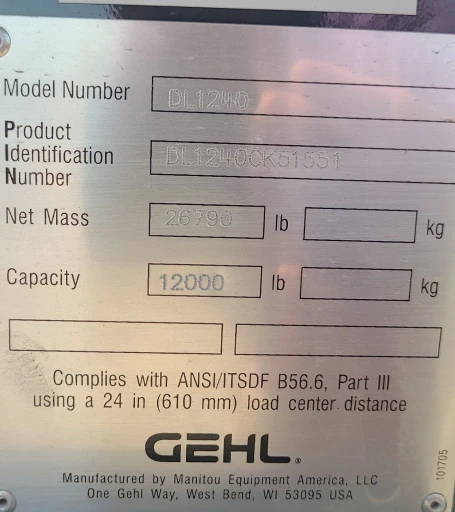 Model Number DL1240
Product
Identification DL1240CK51551
Number
Net Mass 26790 lb kg
Capacity 12000 lb kg
Complies with ANSI/ITSDF B56.6, Part III
using a 24 in (610 mm) load center distance
GEHL®
Manufactured by Manitou Equipment America, LLC
One Gehl Way, West Bend, WI 53095 USA
101705